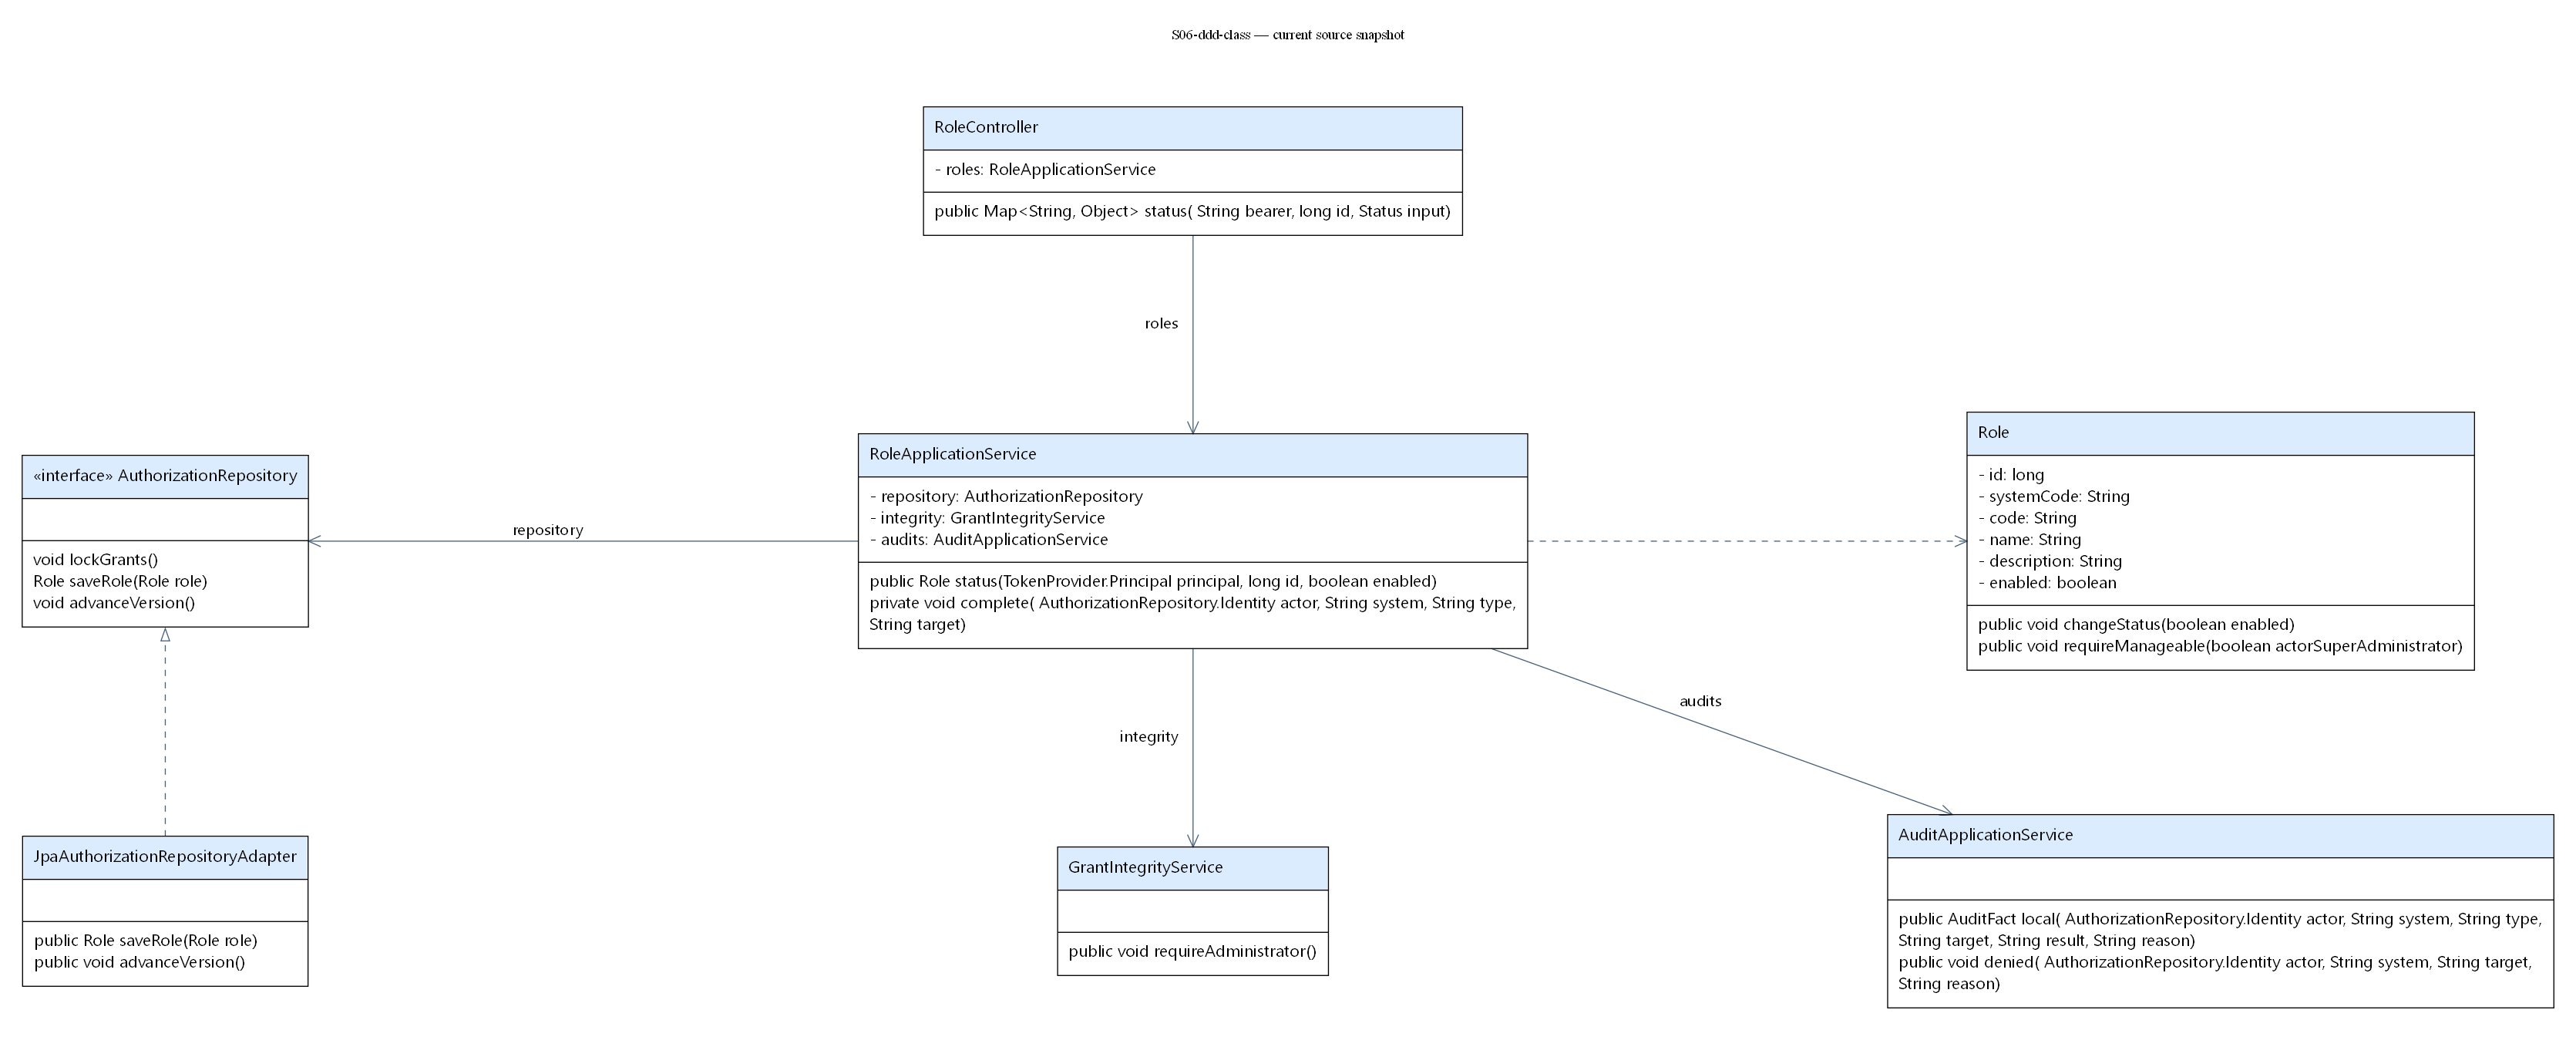 S06-ddd-class — current source snapshot
RoleController
- roles: RoleApplicationService
public Map<String, Object> status( String bearer, long id, Status input)
roles
RoleApplicationService
- repository: AuthorizationRepository
- integrity: GrantIntegrityService
- audits: AuditApplicationService
public Role status(TokenProvider.Principal principal, long id, boolean enabled)
private void complete( AuthorizationRepository.Identity actor, String system, String type,
String target)
repository
«interface» AuthorizationRepository
void lockGrants()
Role saveRole(Role role)
void advanceVersion()
Role
- id: long
- systemCode: String
- code: String
- name: String
- description: String
- enabled: boolean
public void changeStatus(boolean enabled)
public void requireManageable(boolean actorSuperAdministrator)
integrity
audits
JpaAuthorizationRepositoryAdapter
public Role saveRole(Role role)
public void advanceVersion()
GrantIntegrityService
public void requireAdministrator()
AuditApplicationService
public AuditFact local( AuthorizationRepository.Identity actor, String system, String type,
String target, String result, String reason)
public void denied( AuthorizationRepository.Identity actor, String system, String target,
String reason)